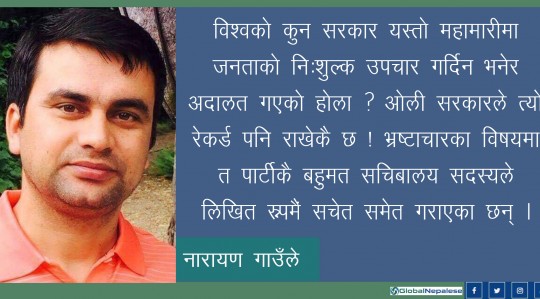 विश्वको कुन सरकार यस्तो महामारीमा
जनताको निःशुल्क उपचार गर्दिन भनेर
अदालत गएको होला ? ओली सरकारले त्यो
रेकर्ड पनि राखेकै छ ! भ्रष्टाचारका विषयमा
त पार्टीकै बहुमत सचिबालय सदस्यले
लिखित रुपमै सचेत समेत गराएका छन् ।
नारायण गाउँले
GlobalNepalese